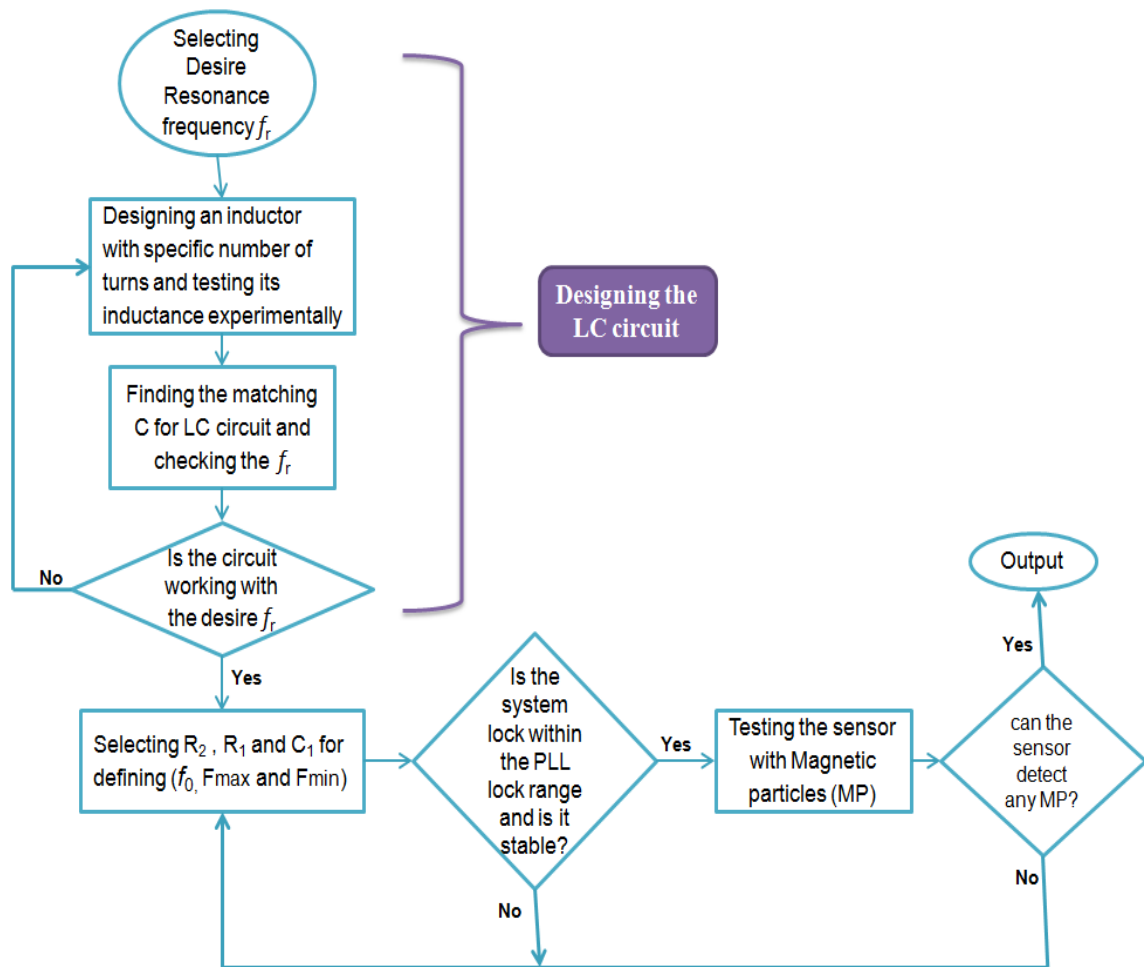 Selecting
Desire
Resonance
frequency fr
Designing an inductor
with specific number of
turns and testing its
inductance experimentally
Designing the
LC circuit
Finding the matching
C for LC circuit and
checking the fr
Is the circuit
working with
the desire fr
No
Yes
Selecting R2 , R1 and C1 for
defining (f0, Fmax and Fmin)
Is the
system
lock within
the PLL
lock range
and is it
stable?
Yes
No
Testing the sensor
with Magnetic
particles (MP)
can the
sensor
detect
any MP?
Yes
No
Output